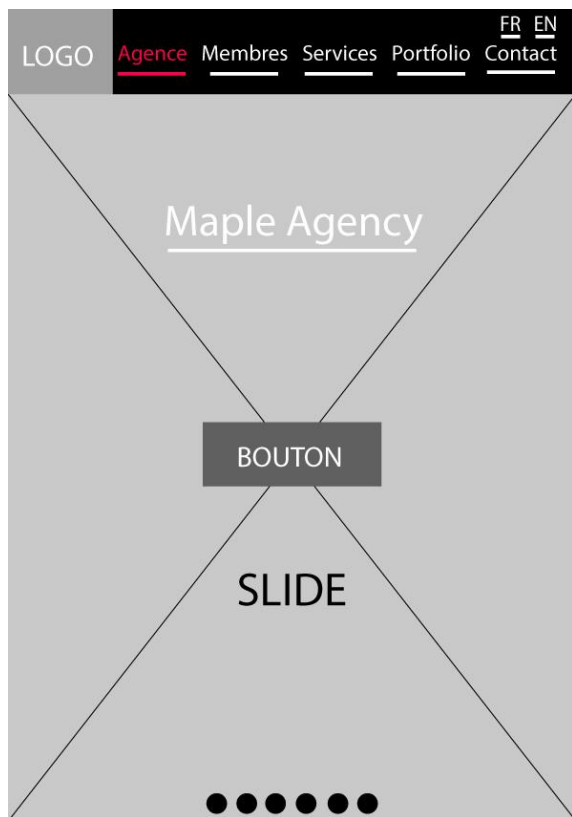 FR EN
LOGO Agence Membres Services Portfolio Contact
Maple Agency
BOUTON
SLIDE